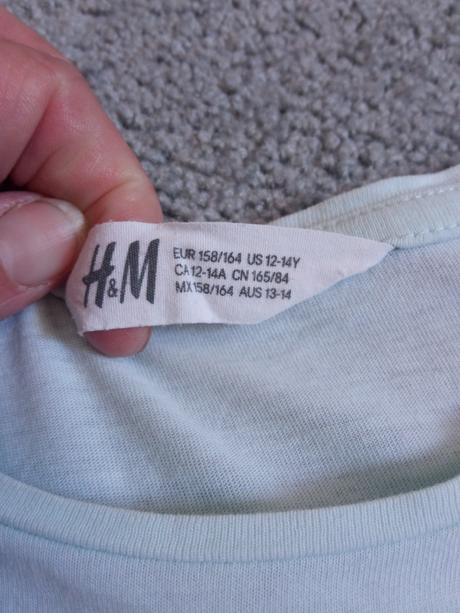 H&M
EUR 158/164 US 12-14Y
CA 12-14A CN 165/84
MX 158/164 AUS 13-14